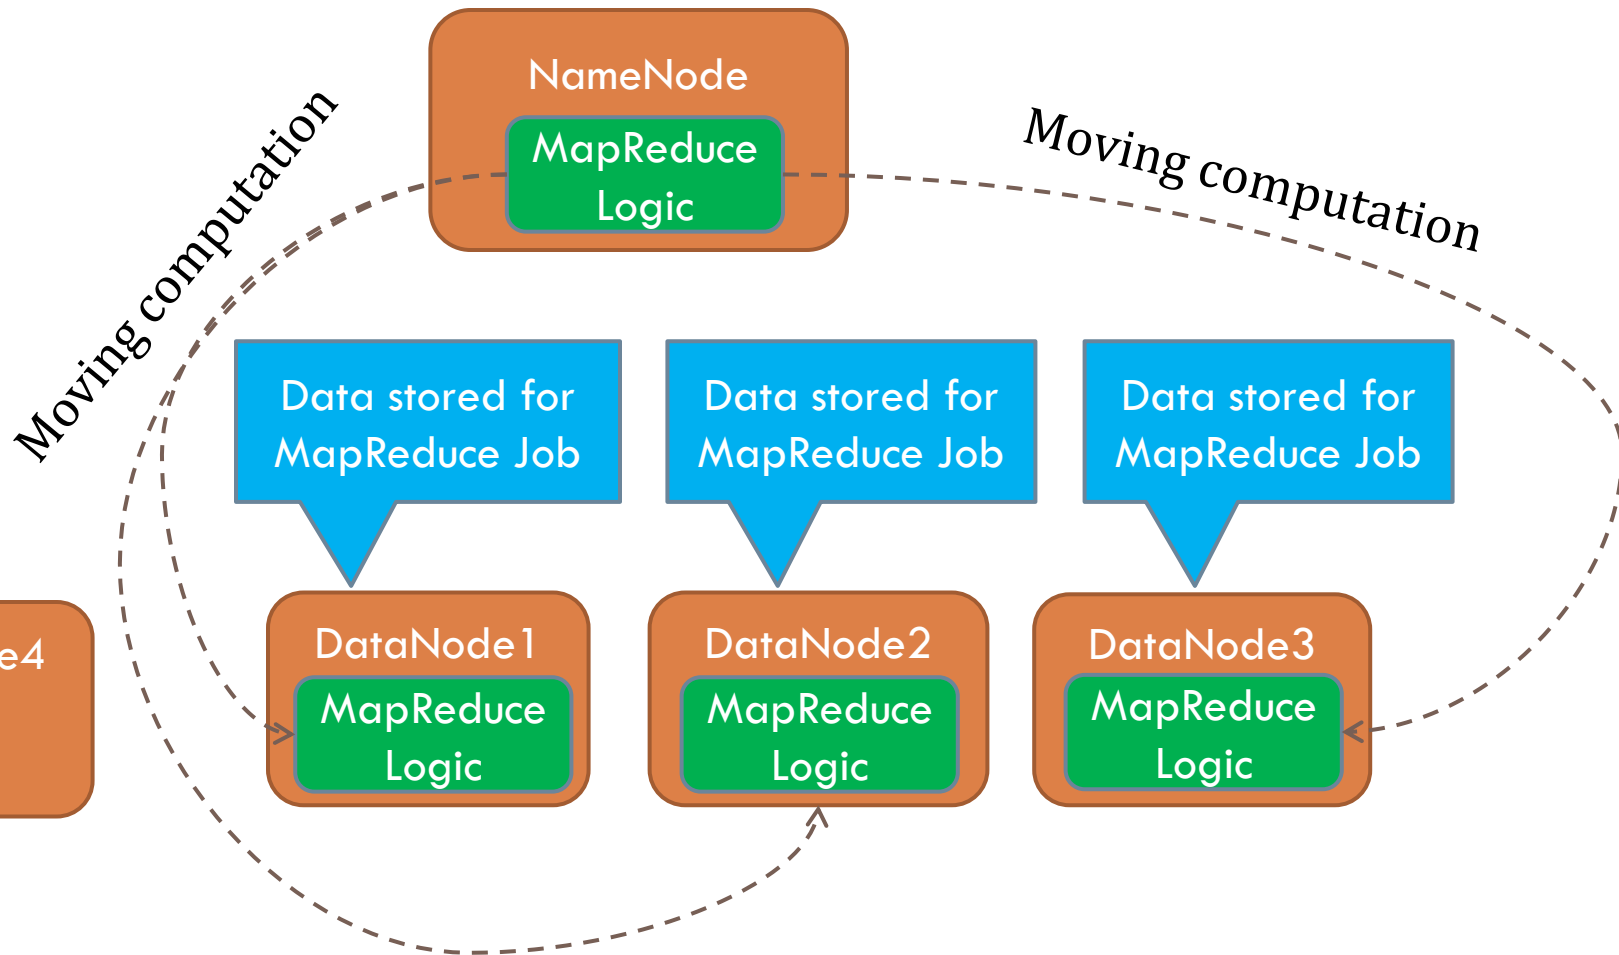 NameNode
MapReduce
Logic
Moving computation
Moving computation
Data stored for
MapReduce Job
Data stored for
MapReduce Job
Data stored for
MapReduce Job
e4
DataNode1
MapReduce
Logic
DataNode2
MapReduce
Logic
DataNode3
MapReduce
Logic